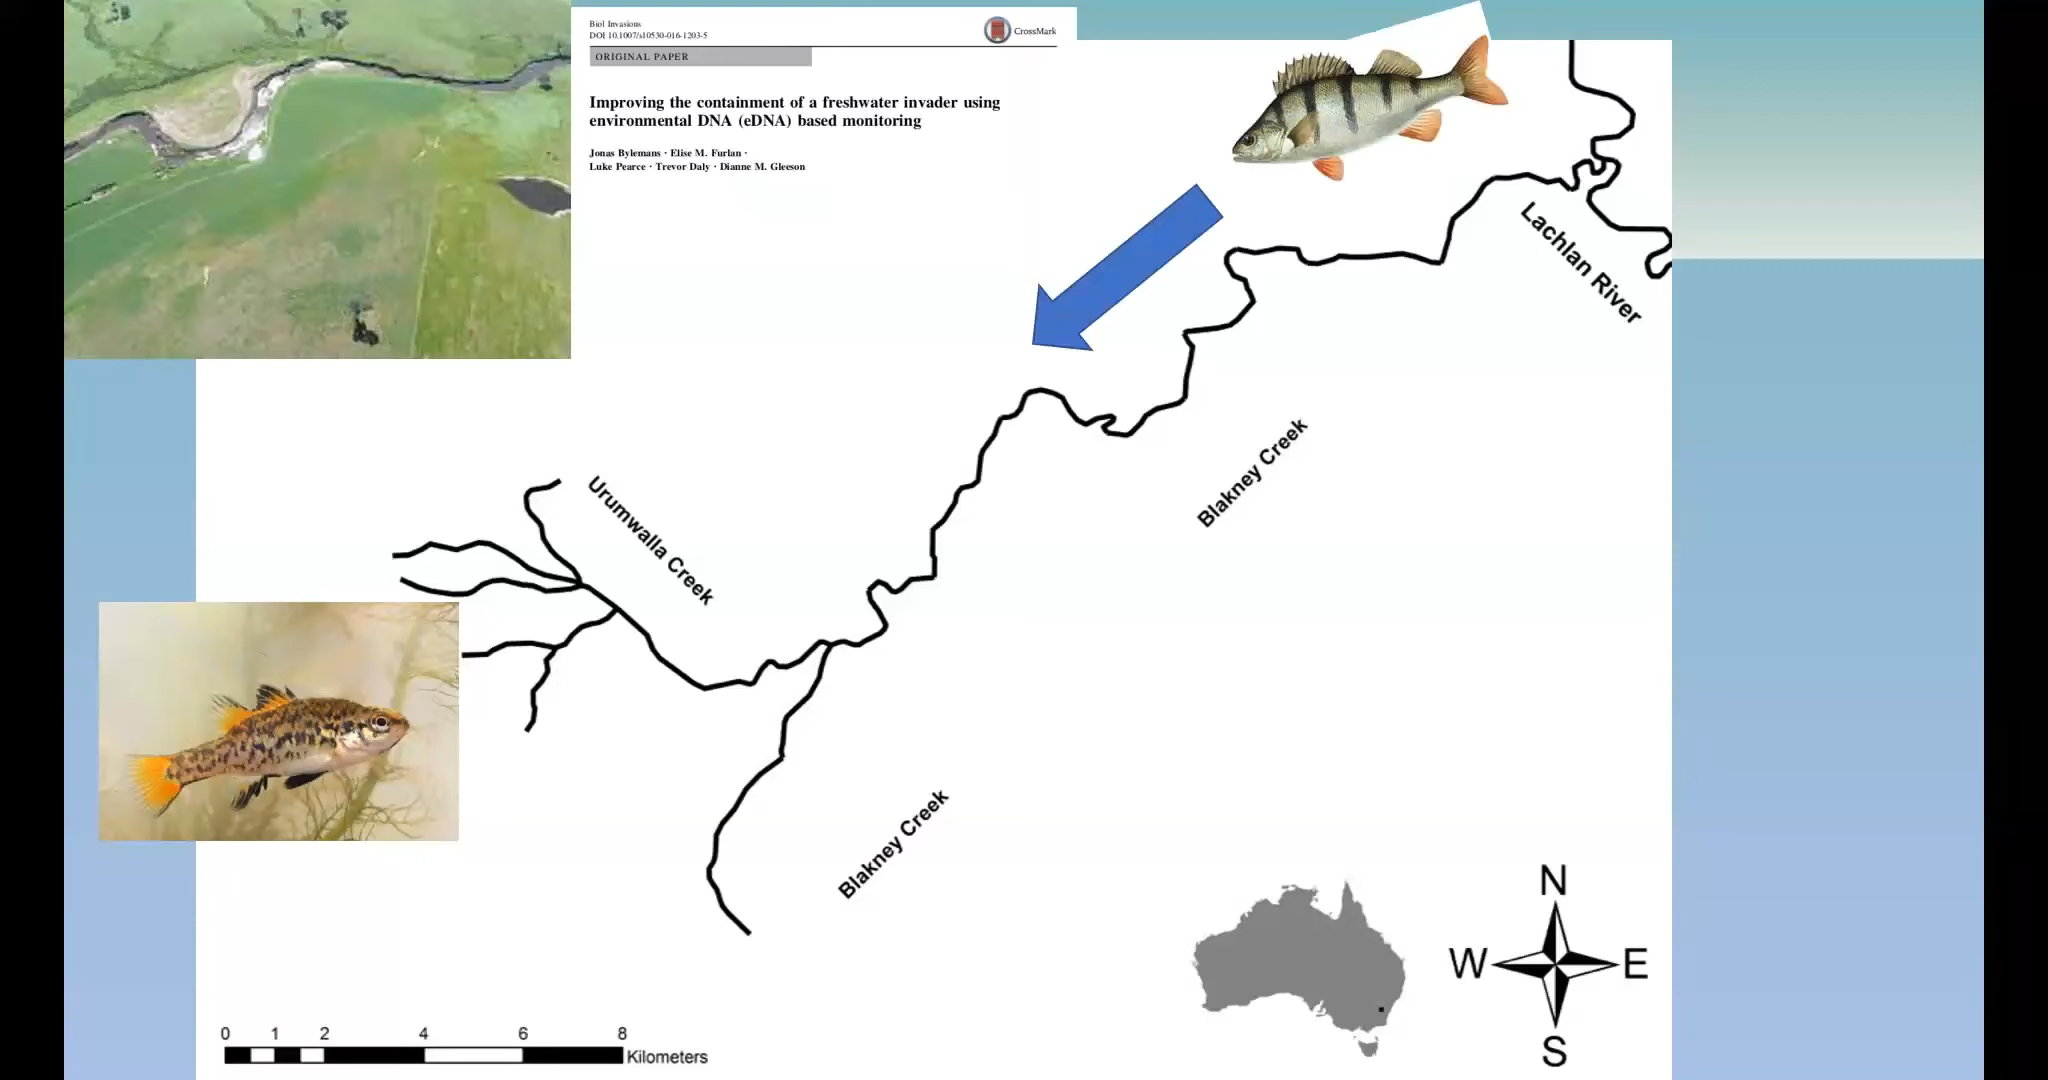 Biol Invasions
DOI 10.1007/s10530-016-1203-5
CrossMark
ORIGINAL PAPER
Improving the containment of a freshwater invader using
environmental DNA (eDNA) based monitoring
Jonas Bylemans · Elise M. Furlan ·
Luke Pearce · Trevor Daly · Dianne M. Gleeson
Lachlan River
Blakney Creek
Urumwalla Creek
Blakney Creek
N
W E
S
0 1 2 4 6 8
Kilometers